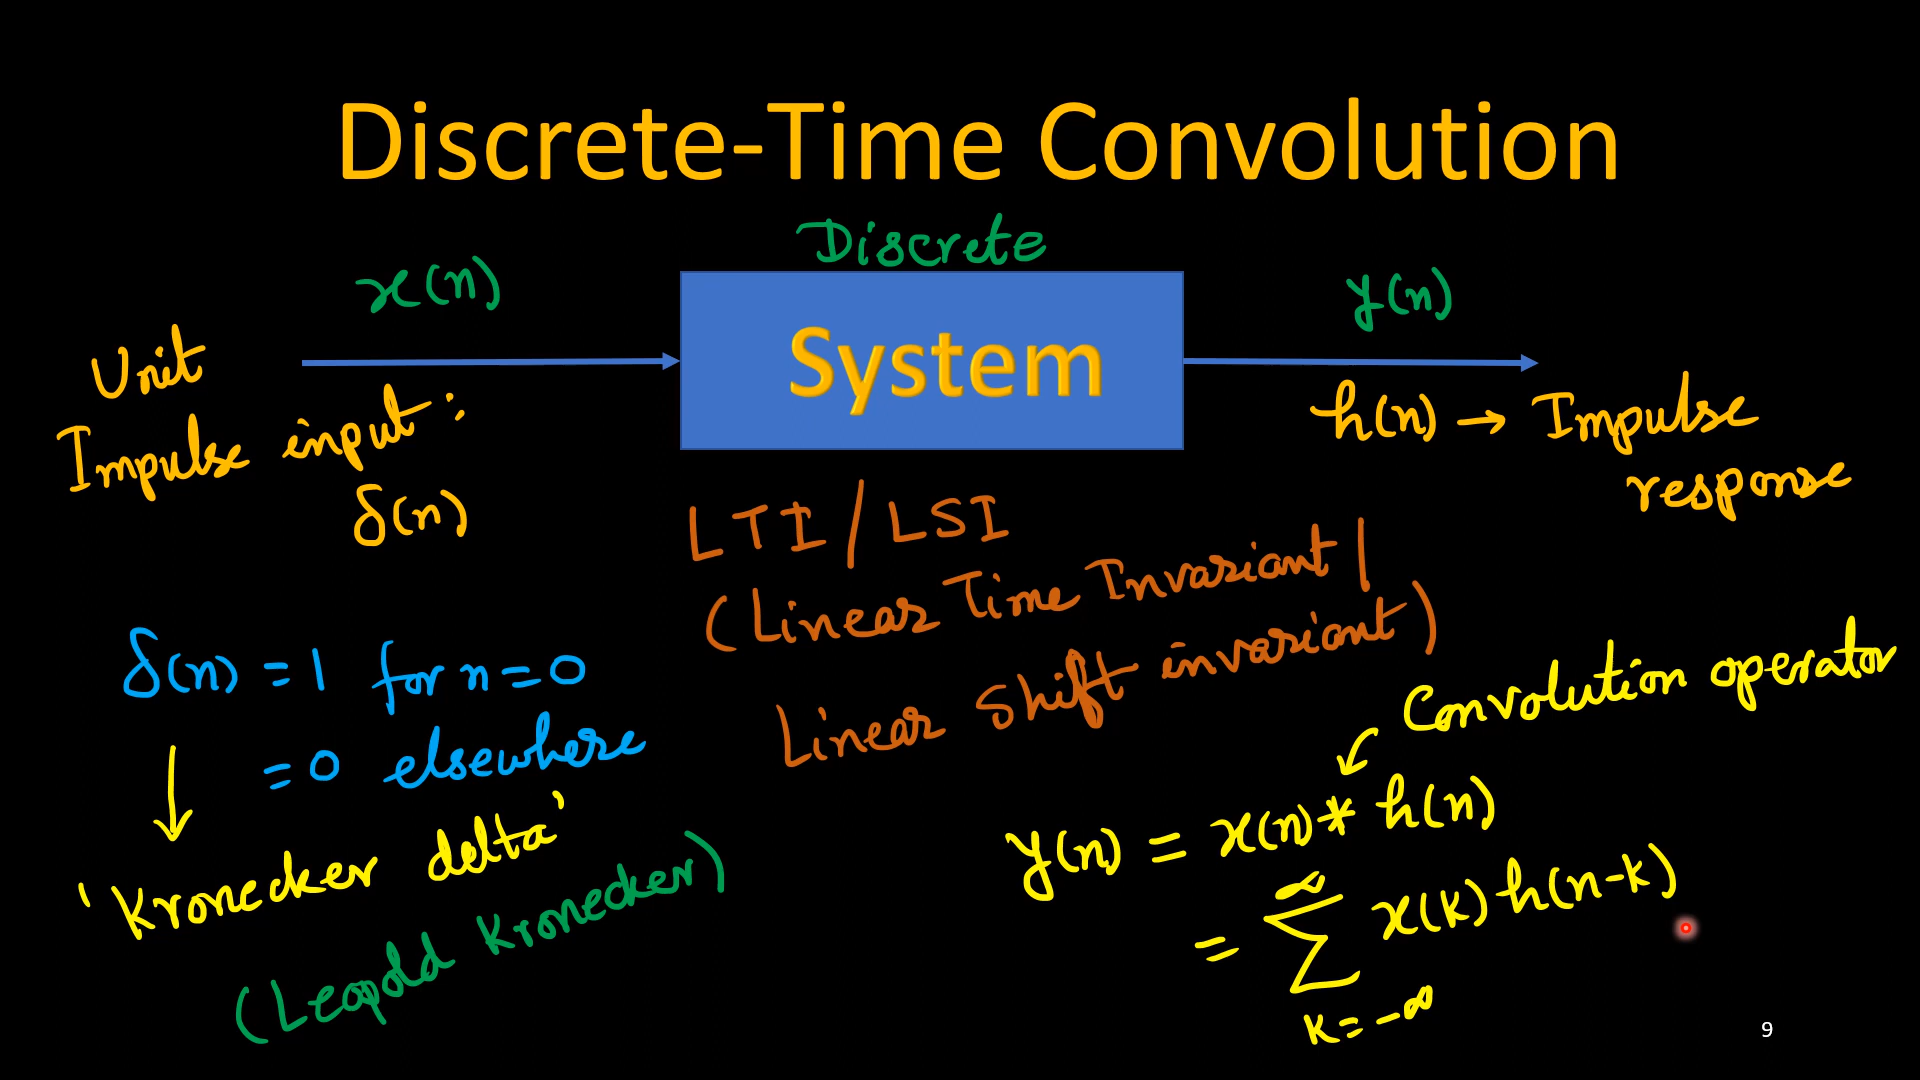 Discrete-Time Convolution
Discrete
x(n)
y(n)
System
Unit
Impulse input:
δ(n)
h(n) → Impulse
response
LTI/LSI
(Linear Time Invariant |
Linear Shift invariant)
δ(n) = 1 for n=0
=0 elsewhere
'Kronecker delta'
(Leopold Kronecker)
Convolution operator
y(n) = x(n) * h(n)
= ∞ ∑ k=-∞ x(k) h(n-k)
9